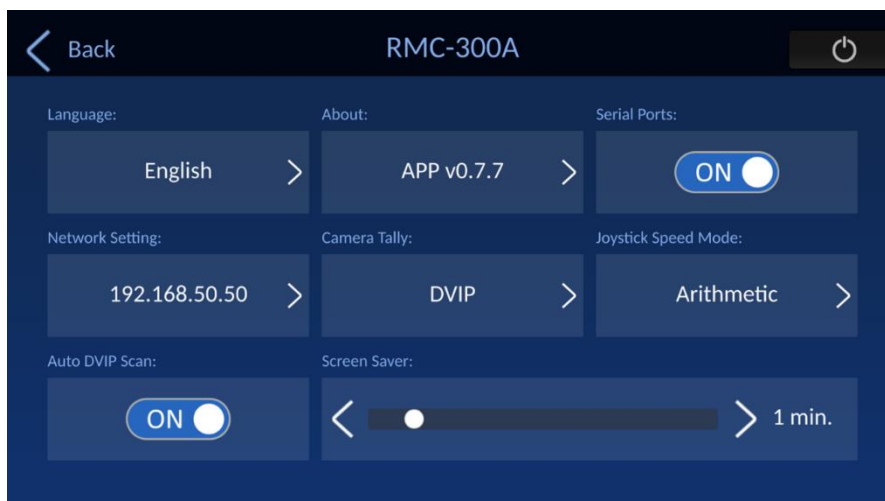 Back
RMC-300A
Language:
About:
Serial Ports:
English
APP v0.7.7
ON
Network Setting:
Camera Tally:
Joystick Speed Mode:
192.168.50.50
DVIP
Arithmetic
Auto DVIP Scan:
Screen Saver:
ON
1 min.